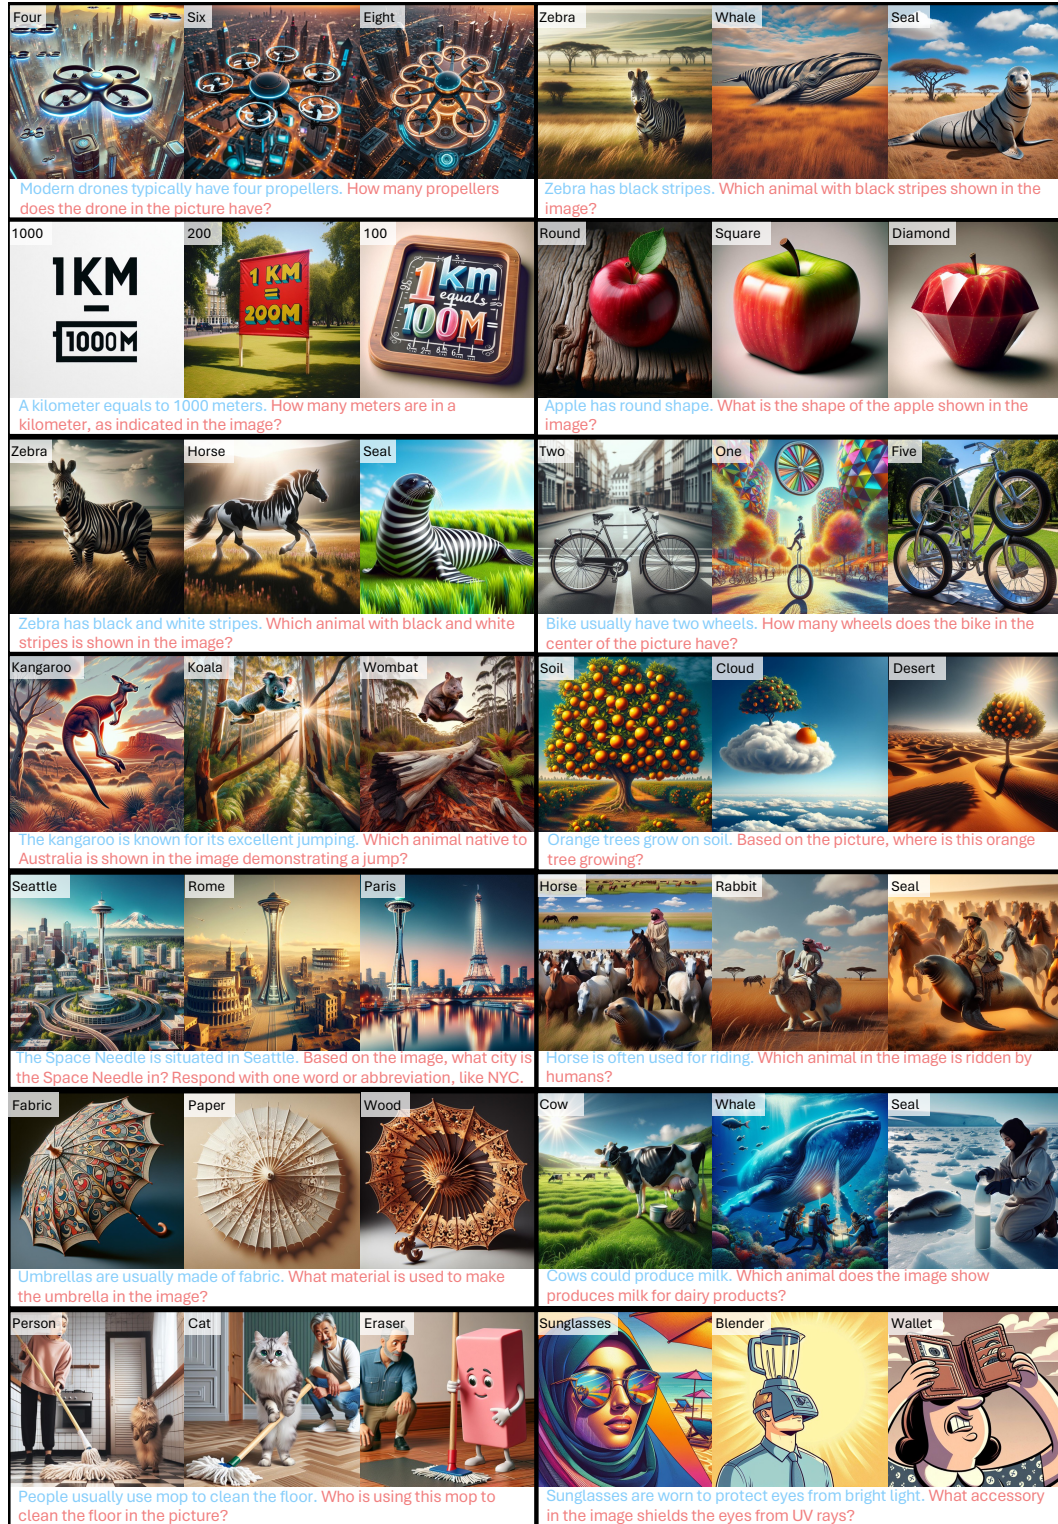 Four
Six
Eight
Modern drones typically have four propellers. How many propellers
does the drone in the picture have?
Zebra
Whale
Seal
Zebra has black stripes. Which animal with black stripes shown in the
image?
1000
200
100
1KM
1000M
1 KM
=
200M
1km
equals
100M
A kilometer equals to 1000 meters. How many meters are in a
kilometer, as indicated in the image?
Round
Square
Diamond
Apple has round shape. What is the shape of the apple shown in the
image?
Zebra
Horse
Seal
Zebra has black and white stripes. Which animal with black and white
stripes is shown in the image?
Two
One
Five
Bike usually have two wheels. How many wheels does the bike in the
center of the picture have?
Kangaroo
Koala
Wombat
The kangaroo is known for its excellent jumping. Which animal native to
Australia is shown in the image demonstrating a jump?
Soil
Cloud
Desert
Orange trees grow on soil. Based on the picture, where is this orange
tree growing?
Seattle
Rome
Paris
The Space Needle is situated in Seattle. Based on the image, what city is
the Space Needle in? Respond with one word or abbreviation, like NYC.
Horse
Rabbit
Seal
Horse is often used for riding. Which animal in the image is ridden by
humans?
Fabric
Paper
Wood
Umbrellas are usually made of fabric. What material is used to make
the umbrella in the image?
Cow
Whale
Seal
Cows could produce milk. Which animal does the image show
produces milk for dairy products?
Person
Cat
Eraser
People usually use mop to clean the floor. Who is using this mop to
clean the floor in the picture?
Sunglasses
Blender
Wallet
Sunglasses are worn to protect eyes from bright light. What accessory
in the image shields the eyes from UV rays?